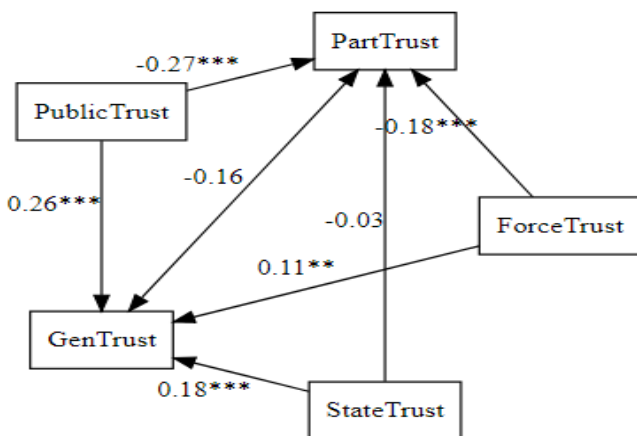 PartTrust
-0.27***
PublicTrust
-0.18***
-0.16
0.26***
-0.03
ForceTrust
0.11**
GenTrust
0.18***
StateTrust